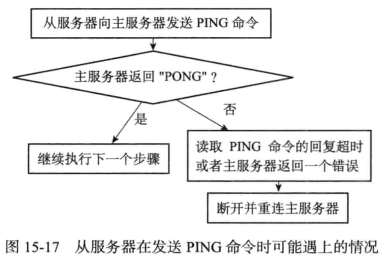 从服务器向主服务器发送 PING 命令
主服务器返回 "PONG"？
是
否
继续执行下一个步骤
读取 PING 命令的回复超时
或者主服务器返回一个错误
断开并重连主服务器
图 15-17 从服务器在发送 PING 命令时可能遇上的情况